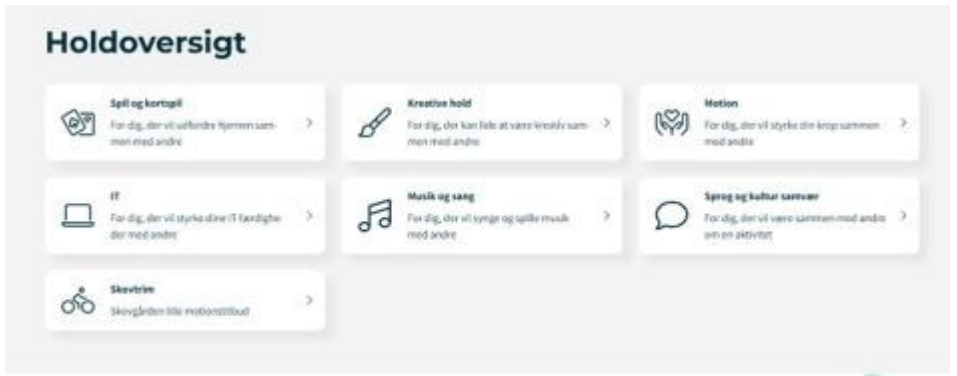 Holdoversigt
Spil og kortspil
For dig, der vil udfordre hjernen sam-
men med andre
Kreative hold
For dig, der kan lide at være kreativ sam-
men med andre
Motion
For dig, der vil styrke din krop sammen
med andre
IT
For dig, der vil styrke dine IT færdighe-
der med andre
Musik og sang
For dig, der vil synge og spille musik
med andre
Sprog og kultur samvær
For dig, der vil være sammen med andre
om en aktivitet
Skovtrim
Skovgården lille motionstilbud